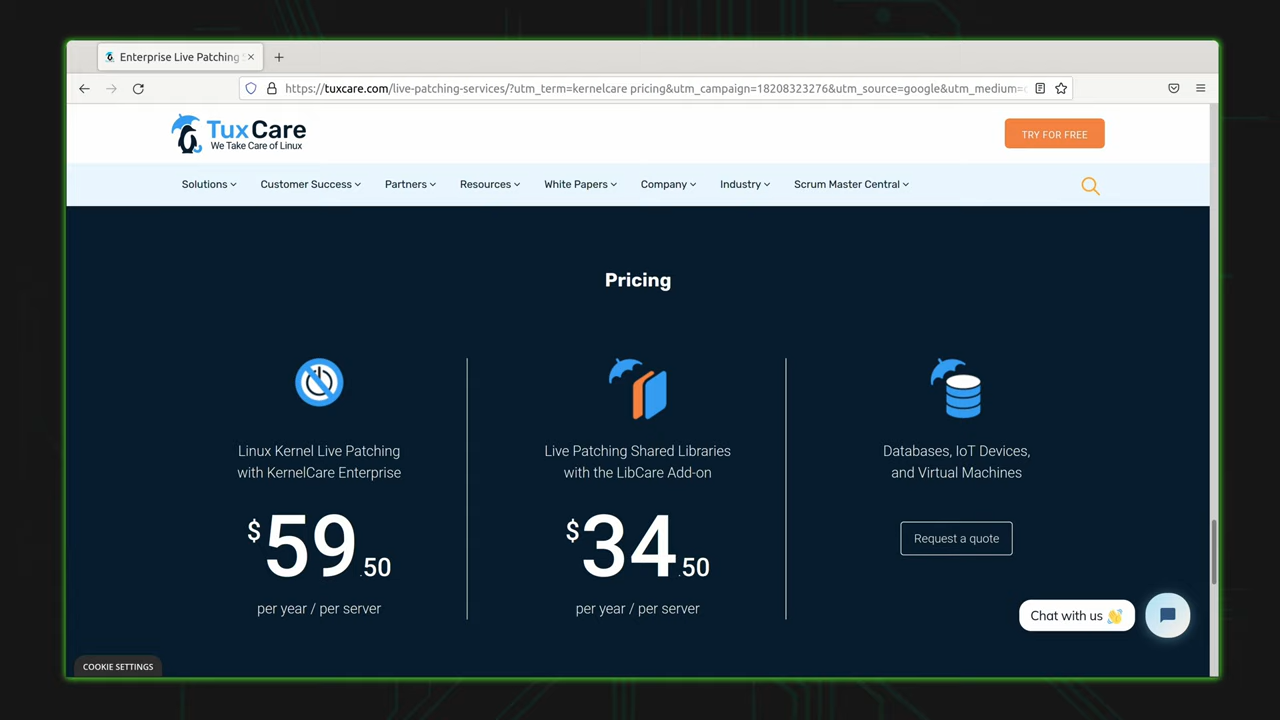 Enterprise Live Patching
https://tuxcare.com/live-patching-services/?utm_term=kernelcare pricing&utm_campaign=18208323276&utm_source=google&utm_medium=
TuxCare
We Take Care of Linux
TRY FOR FREE
Solutions Customer Success Partners Resources White Papers Company Industry Scrum Master Central
Pricing
Linux Kernel Live Patching
with KernelCare Enterprise
$59.50
per year / per server
Live Patching Shared Libraries
with the LibCare Add-on
$34.50
per year / per server
Databases, IoT Devices,
and Virtual Machines
Request a quote
Chat with us 👋
COOKIE SETTINGS